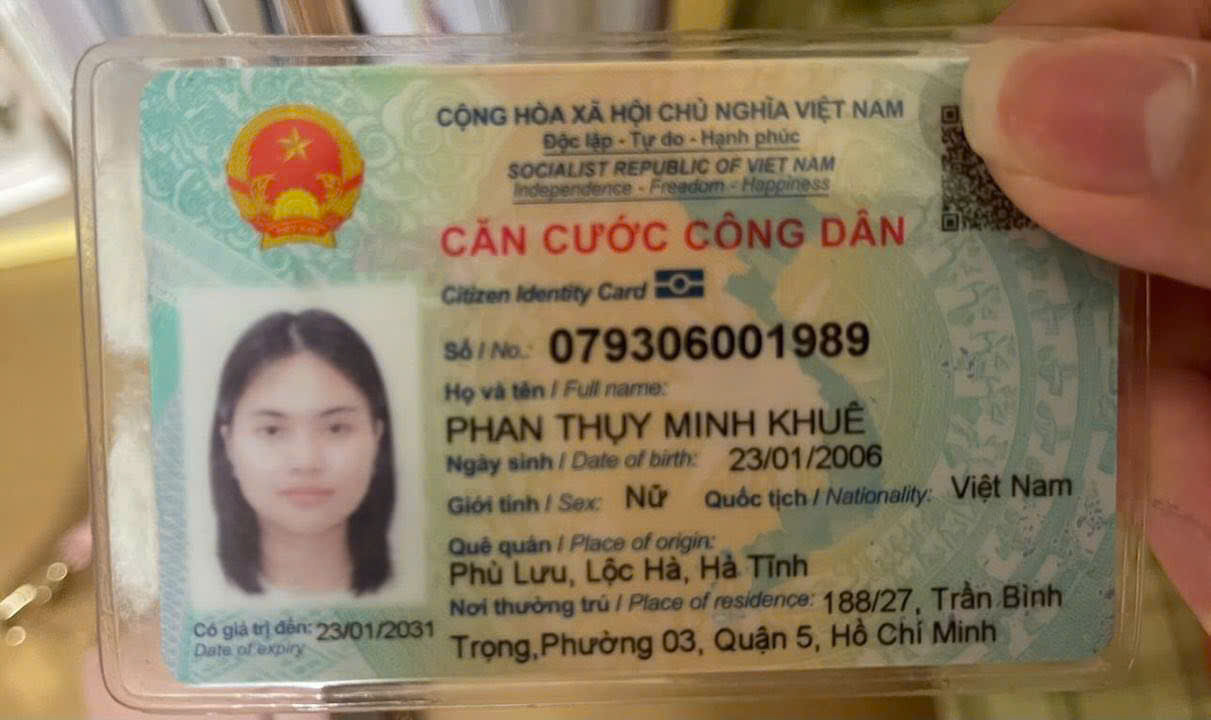 CỘNG HÒA XÃ HỘI CHỦ NGHĨA VIỆT NAM
Độc lập - Tự do - Hạnh phúc
SOCIALIST REPUBLIC OF VIET NAM
Independence - Freedom - Happiness
CĂN CƯỚC CÔNG DÂN
Citizen Identity Card
Số / No.: 079306001989
Họ và tên / Full name:
PHAN THỤY MINH KHUÊ
Ngày sinh / Date of birth: 23/01/2006
Giới tính / Sex: Nữ Quốc tịch / Nationality: Việt Nam
Quê quán / Place of origin:
Phù Lưu, Lộc Hà, Hà Tĩnh
Nơi thường trú / Place of residence: 188/27, Trần Bình
Trọng,Phường 03, Quận 5, Hồ Chí Minh
Có giá trị đến: 23/01/2031
Date of expiry